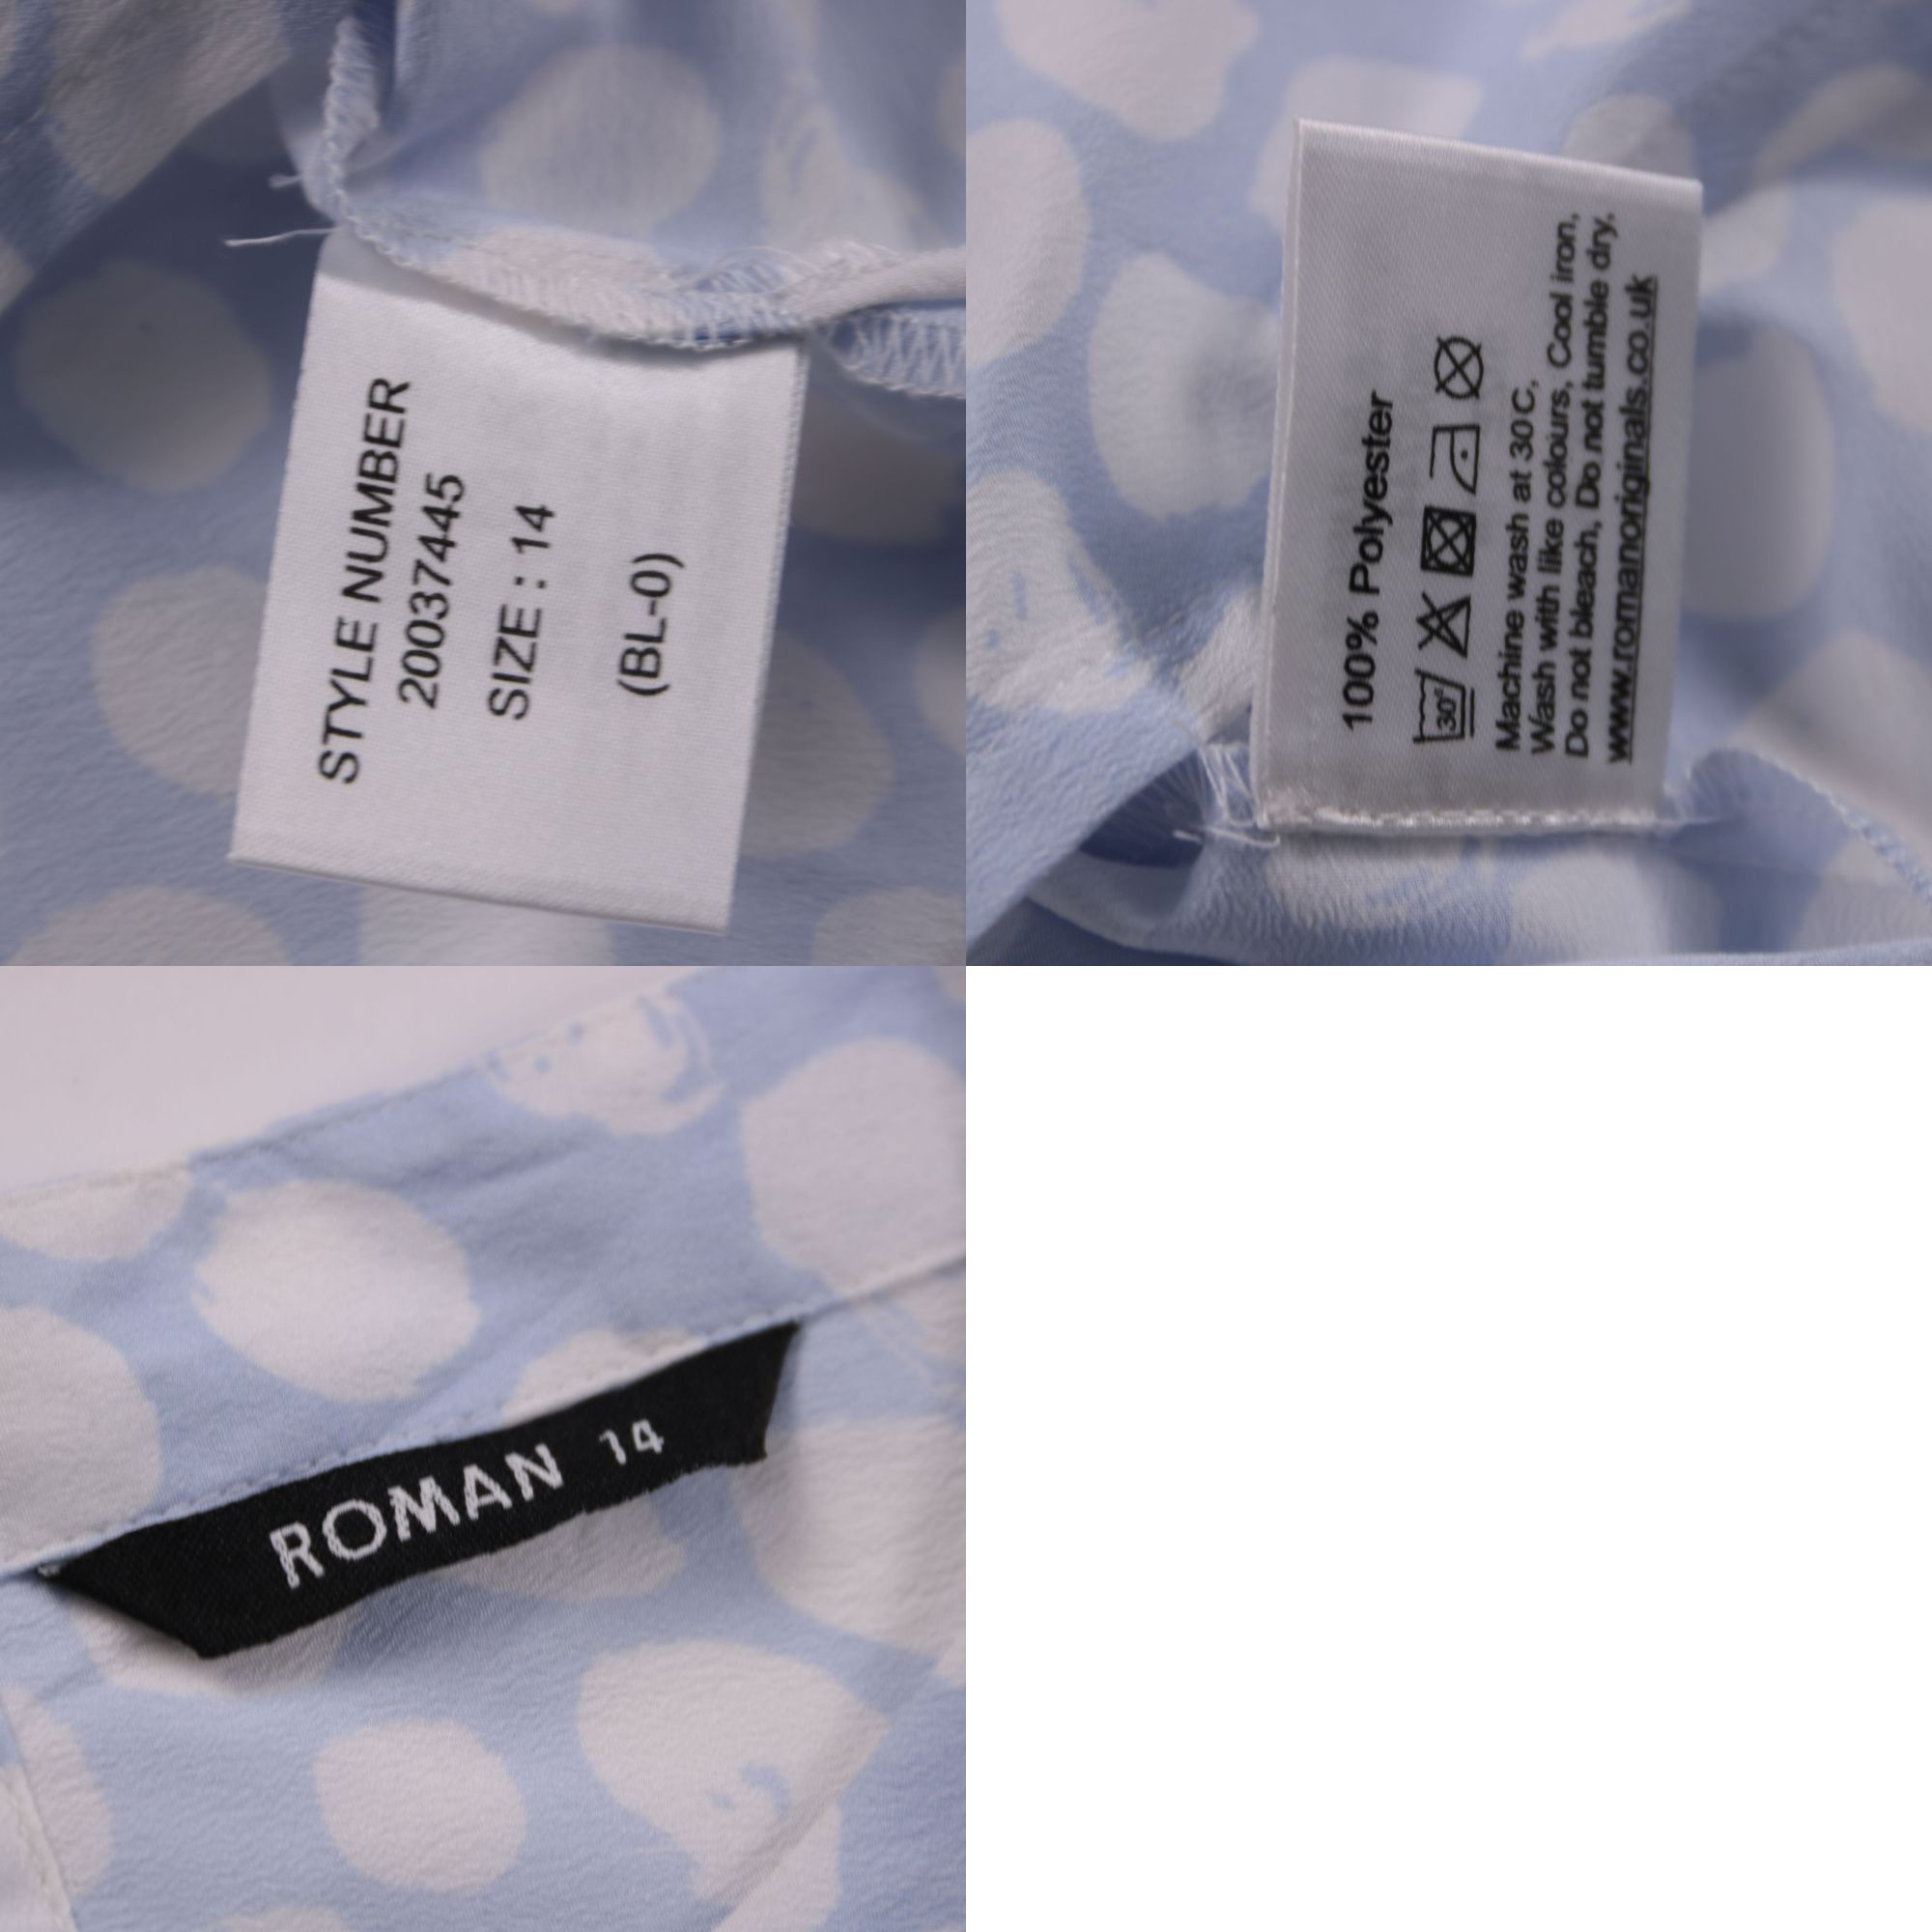 STYLE NUMBER
20037445
SIZE : 14
(BL-0)
100% Polyester
30°
Machine wash at 30C,
Wash with like colours, Cool iron,
Do not bleach, Do not tumble dry,
www.romanoriginals.co.uk
ROMAN 14